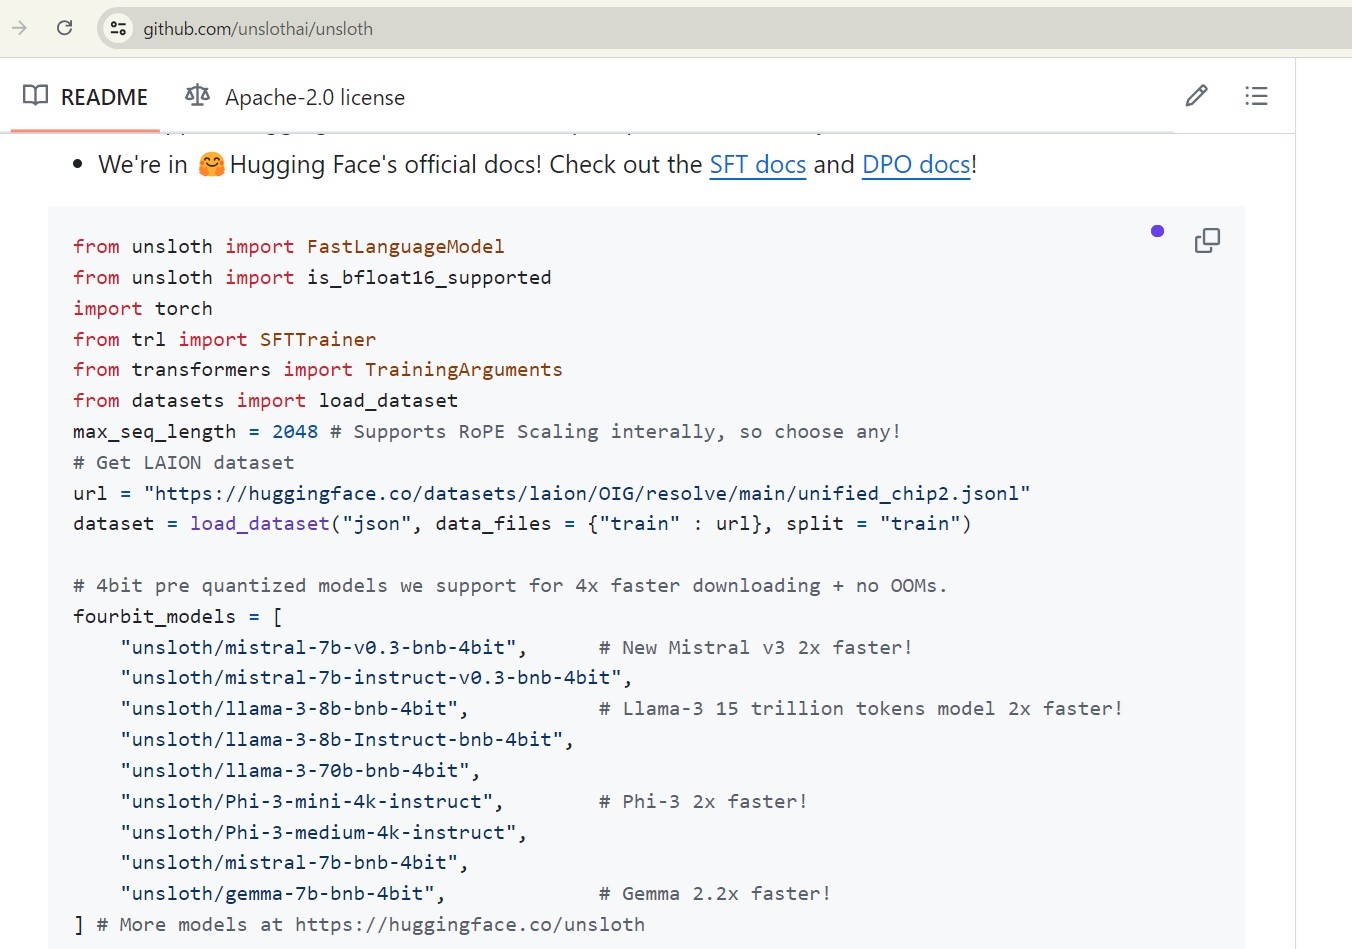 github.com/unslothai/unsloth
README Apache-2.0 license
We're in 🤗 Hugging Face's official docs! Check out the SFT docs and DPO docs!
from unsloth import FastLanguageModel
from unsloth import is_bfloat16_supported
import torch
from trl import SFTTrainer
from transformers import TrainingArguments
from datasets import load_dataset
max_seq_length = 2048 # Supports RoPE Scaling interally, so choose any!
# Get LAION dataset
url = "https://huggingface.co/datasets/laion/OIG/resolve/main/unified_chip2.jsonl"
dataset = load_dataset("json", data_files = {"train" : url}, split = "train")
# 4bit pre quantized models we support for 4x faster downloading + no OOMs.
fourbit_models = [
"unsloth/mistral-7b-v0.3-bnb-4bit", # New Mistral v3 2x faster!
"unsloth/mistral-7b-instruct-v0.3-bnb-4bit",
"unsloth/llama-3-8b-bnb-4bit", # Llama-3 15 trillion tokens model 2x faster!
"unsloth/llama-3-8b-Instruct-bnb-4bit",
"unsloth/llama-3-70b-bnb-4bit",
"unsloth/Phi-3-mini-4k-instruct", # Phi-3 2x faster!
"unsloth/Phi-3-medium-4k-instruct",
"unsloth/mistral-7b-bnb-4bit",
"unsloth/gemma-7b-bnb-4bit", # Gemma 2.2x faster!
] # More models at https://huggingface.co/unsloth